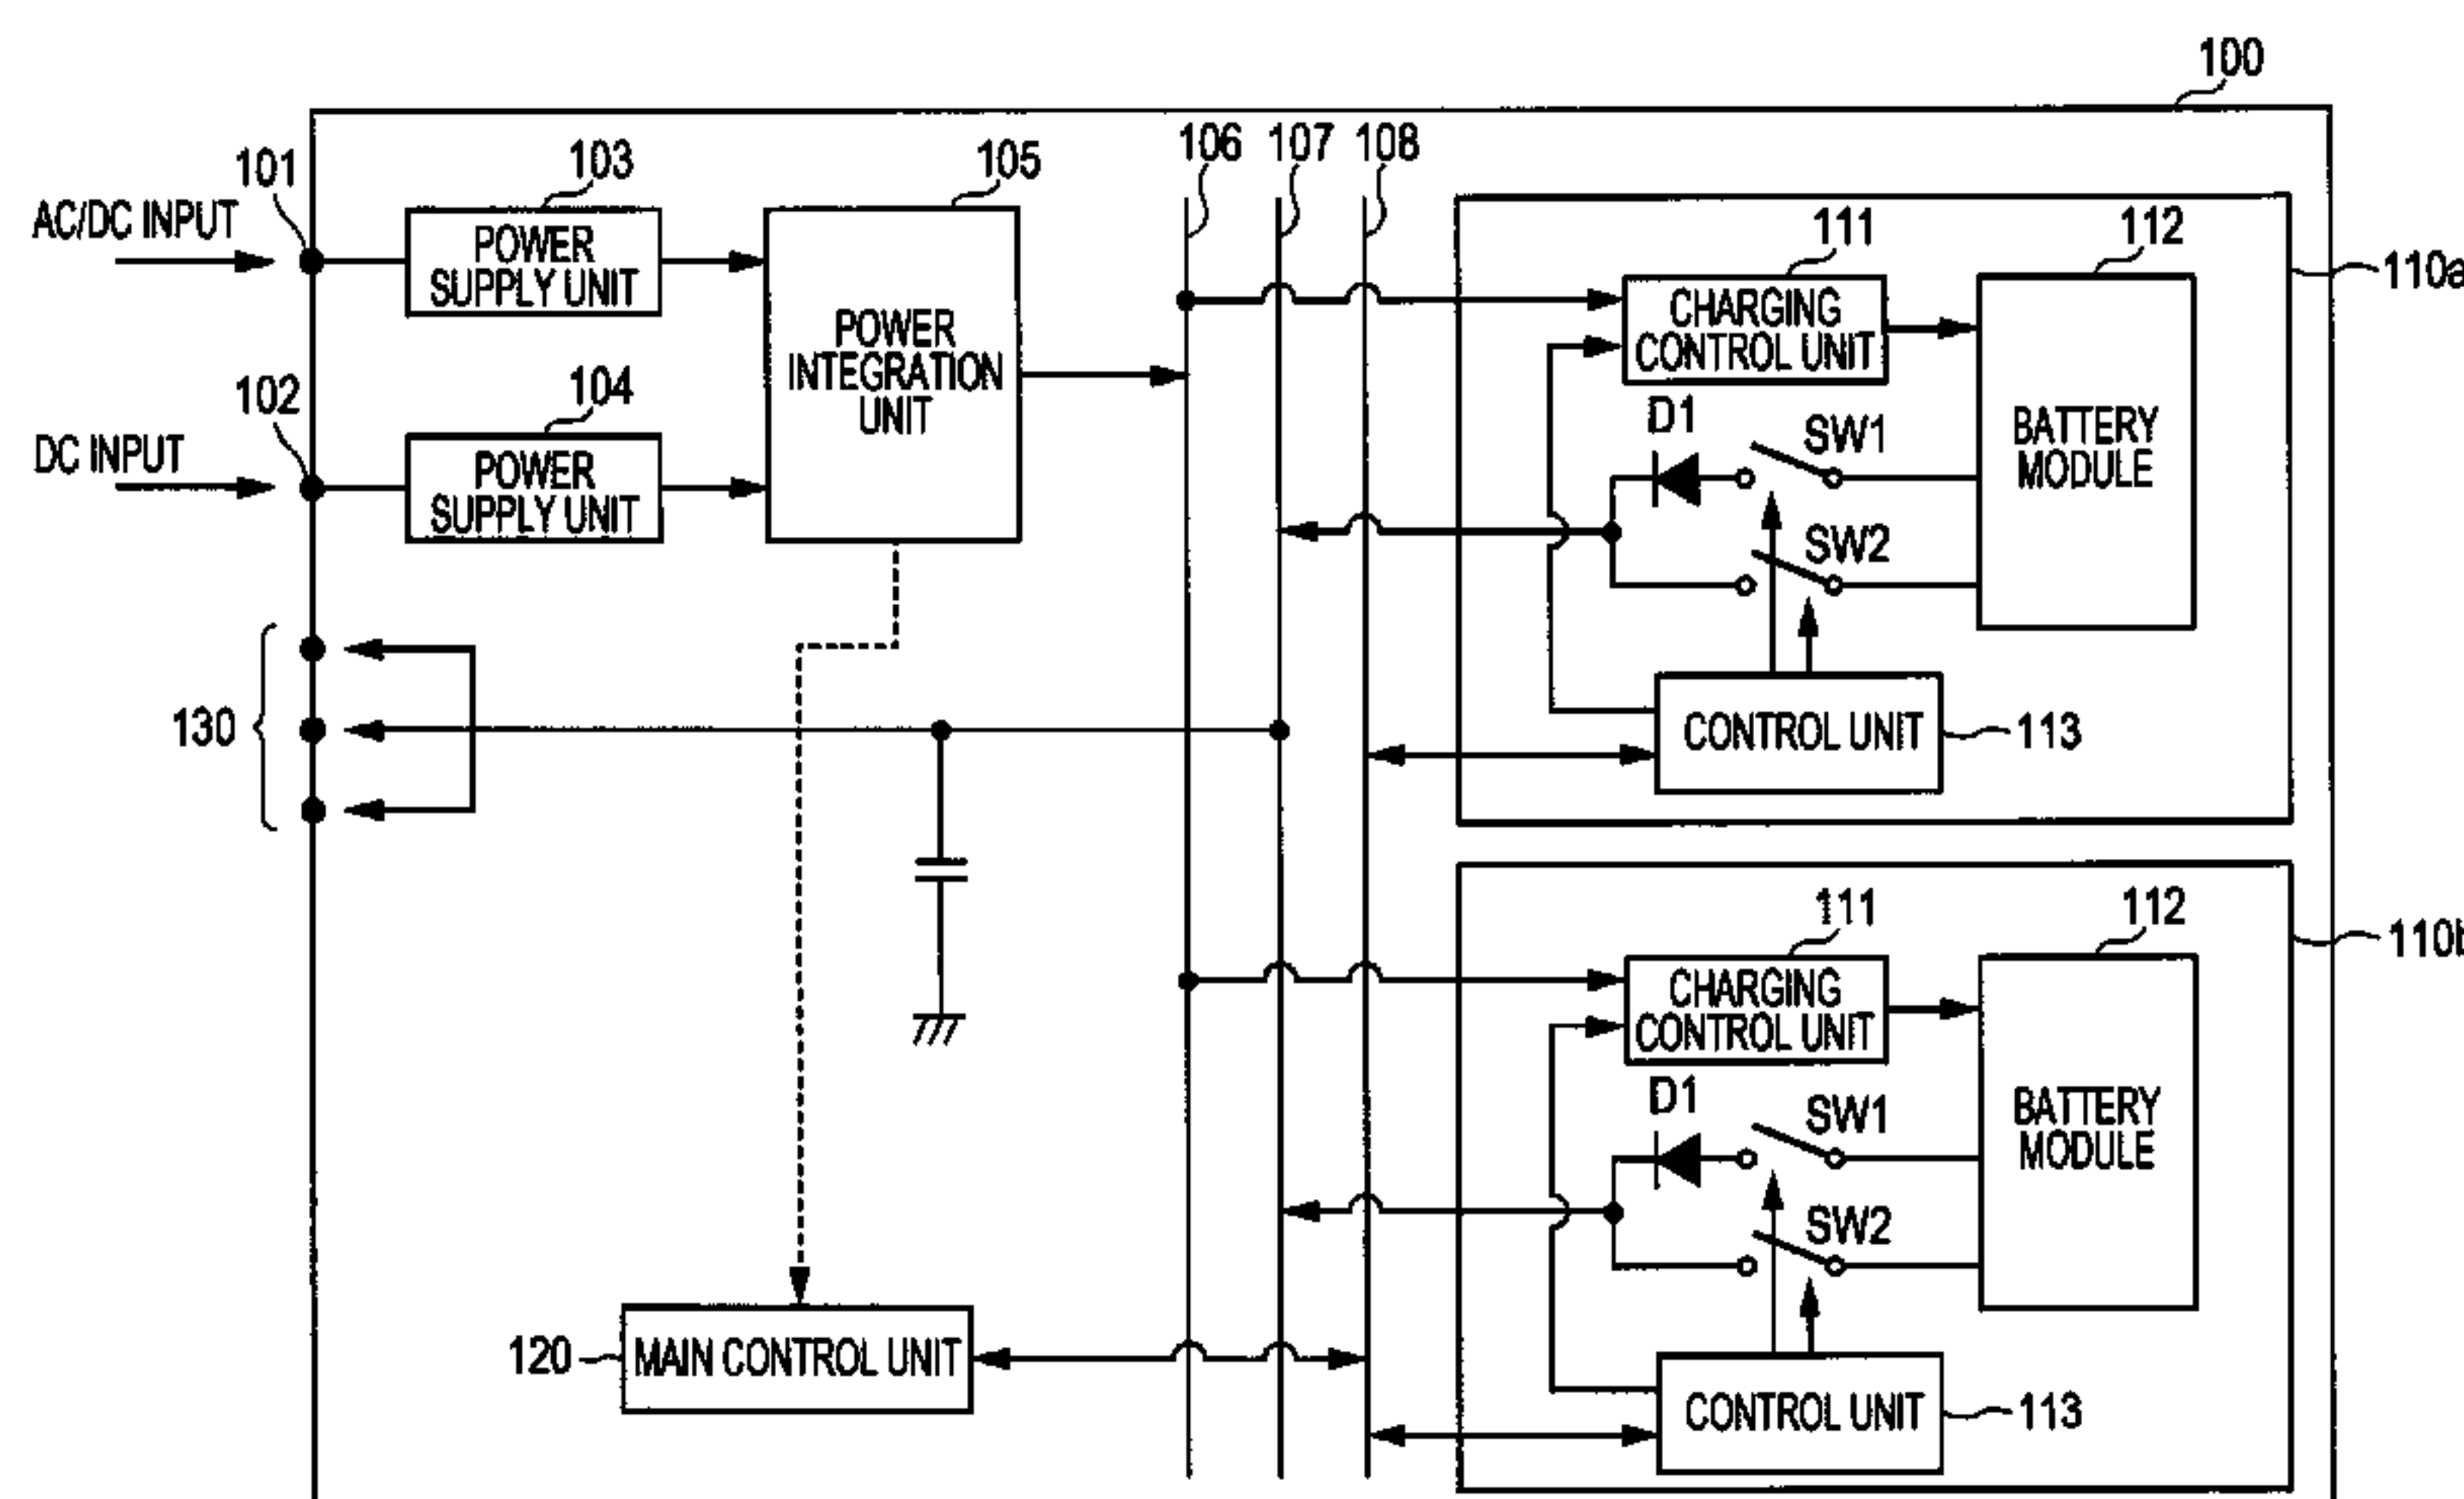 100
101
103
105
106
107
108
AC/DC INPUT
POWER
SUPPLY UNIT
111
112
110a
CHARGING
CONTROL UNIT
POWER
INTEGRATION
UNIT
102
104
DC INPUT
POWER
SUPPLY UNIT
D1
SW1
BATTERY
MODULE
SW2
130
CONTROL UNIT
113
111
112
110b
CHARGING
CONTROL UNIT
D1
SW1
BATTERY
MODULE
SW2
120
MAIN CONTROL UNIT
CONTROL UNIT
113